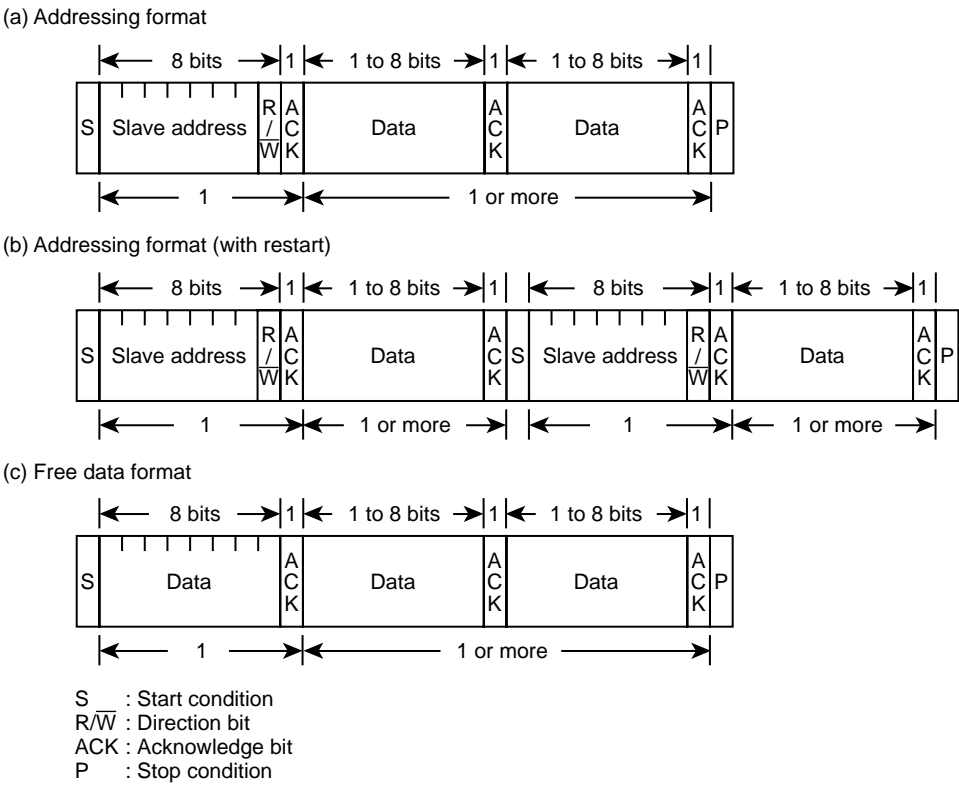 (a) Addressing format
8 bits 1 1 to 8 bits 1 1 to 8 bits 1
S Slave address R/W̅ ACK Data ACK Data ACK P
1 1 or more
(b) Addressing format (with restart)
8 bits 1 1 to 8 bits 1 8 bits 1 1 to 8 bits 1
S Slave address R/W̅ ACK Data ACK S Slave address R/W̅ ACK Data ACK P
1 1 or more 1 1 or more
(c) Free data format
8 bits 1 1 to 8 bits 1 1 to 8 bits 1
S Data ACK Data ACK Data ACK P
1 1 or more
S : Start condition
R/W̅ : Direction bit
ACK : Acknowledge bit
P : Stop condition